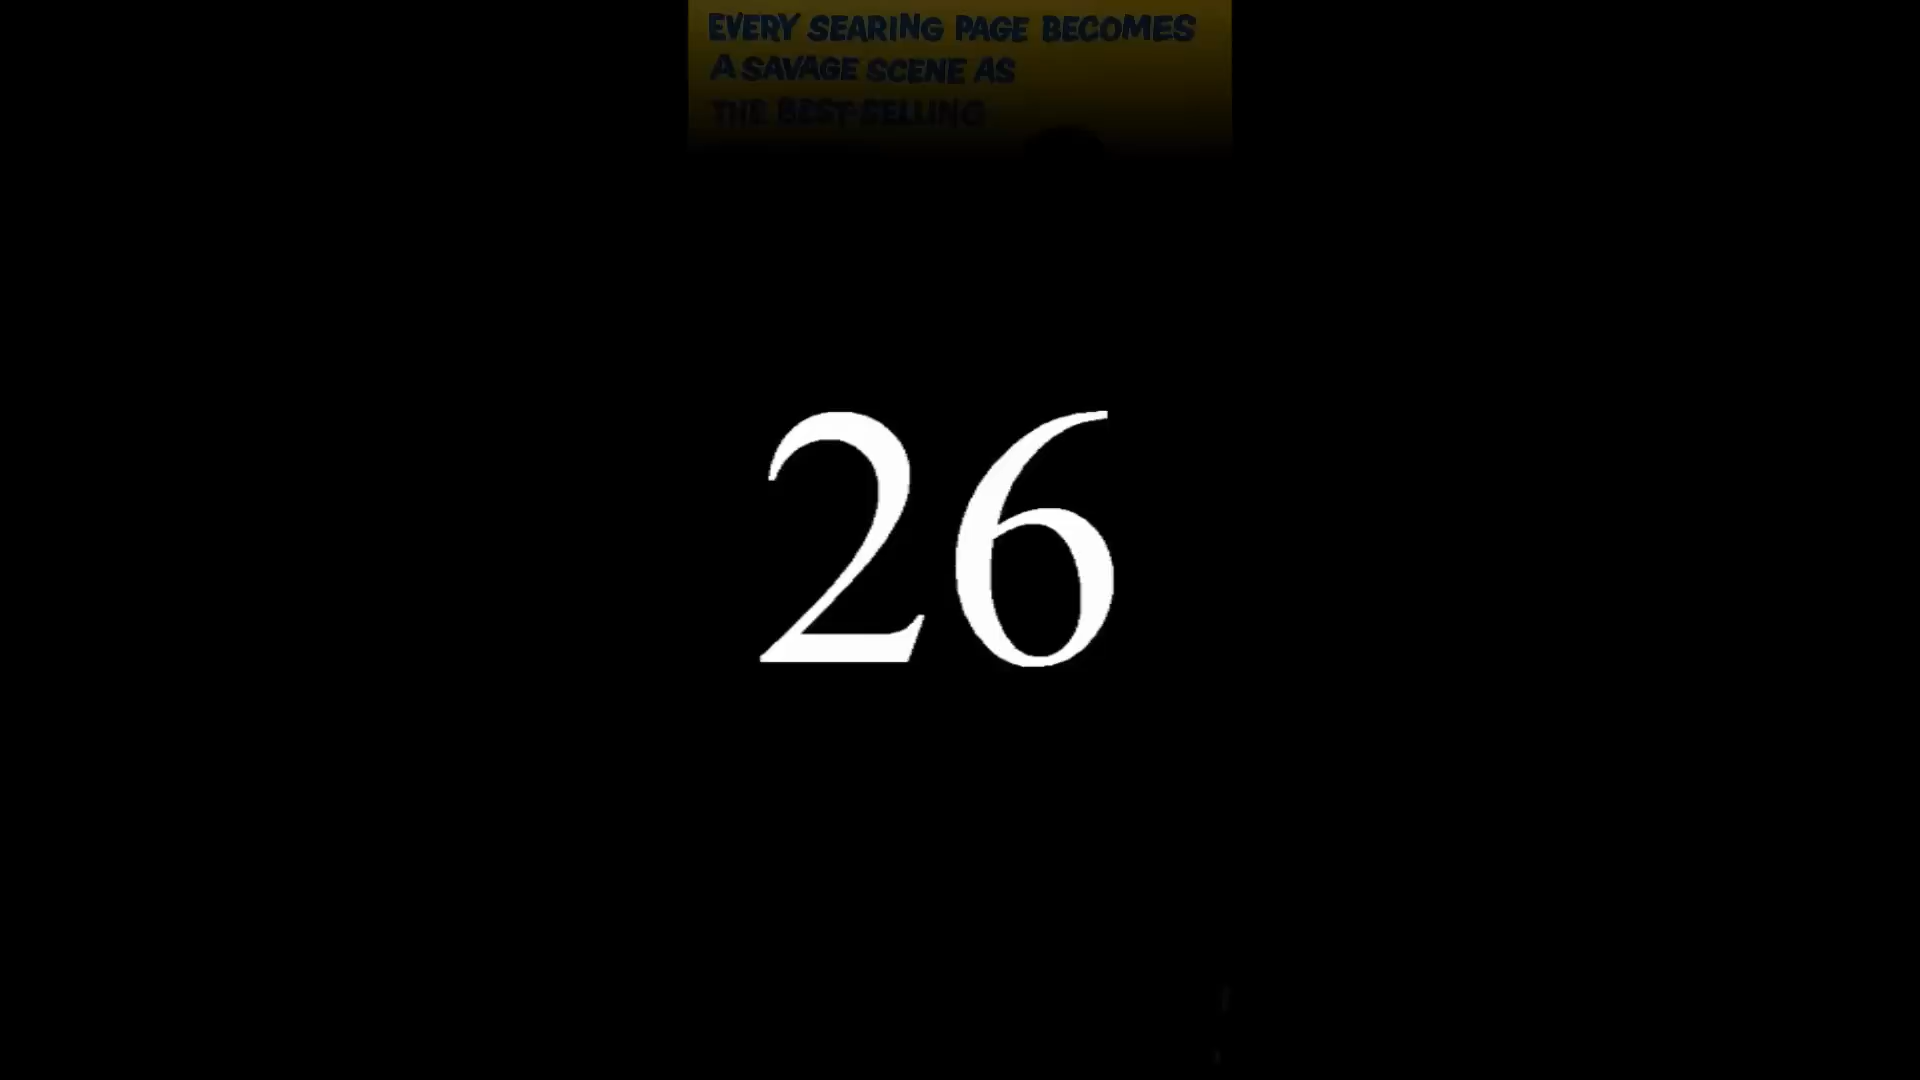 EVERY SEARING PAGE BECOMES
A SAVAGE SCENE AS
THE BEST-SELLING
26